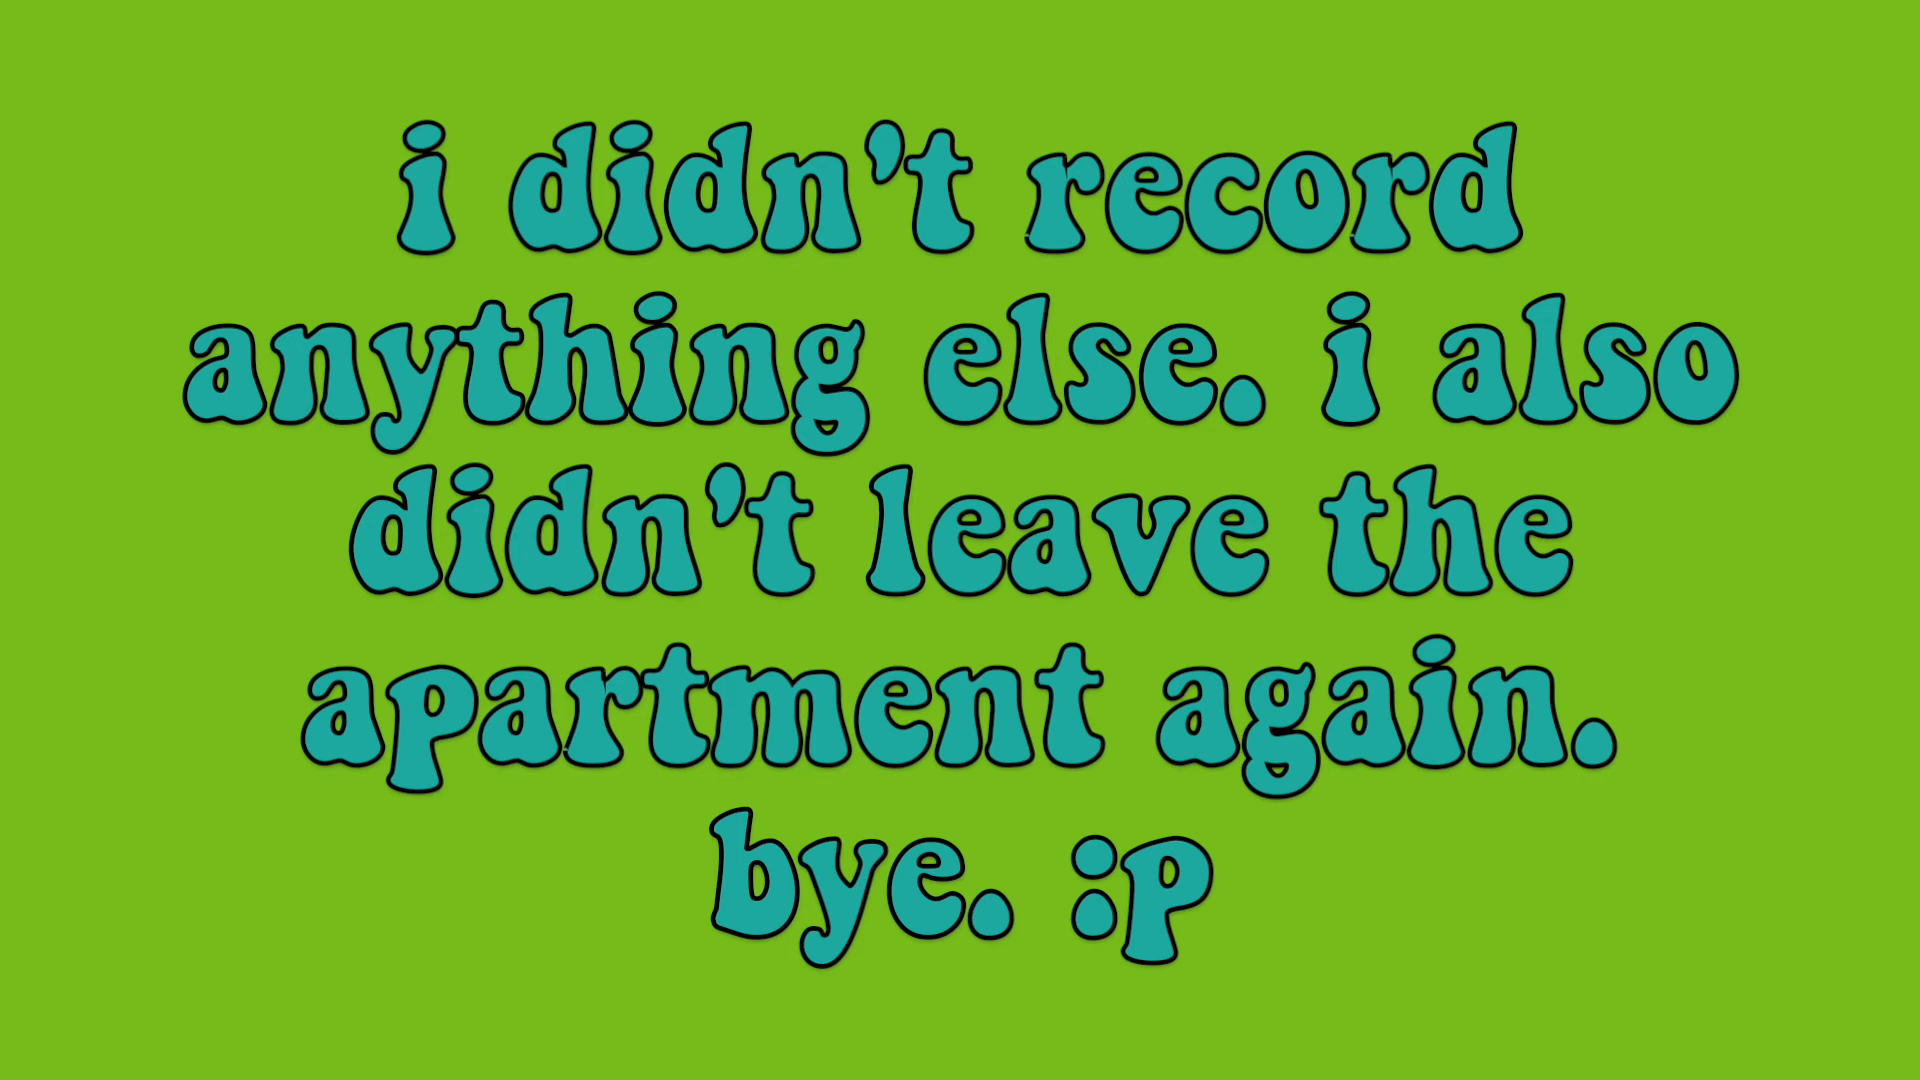 i didn't record
anything else. i also
didn't leave the
apartment again.
bye. :p